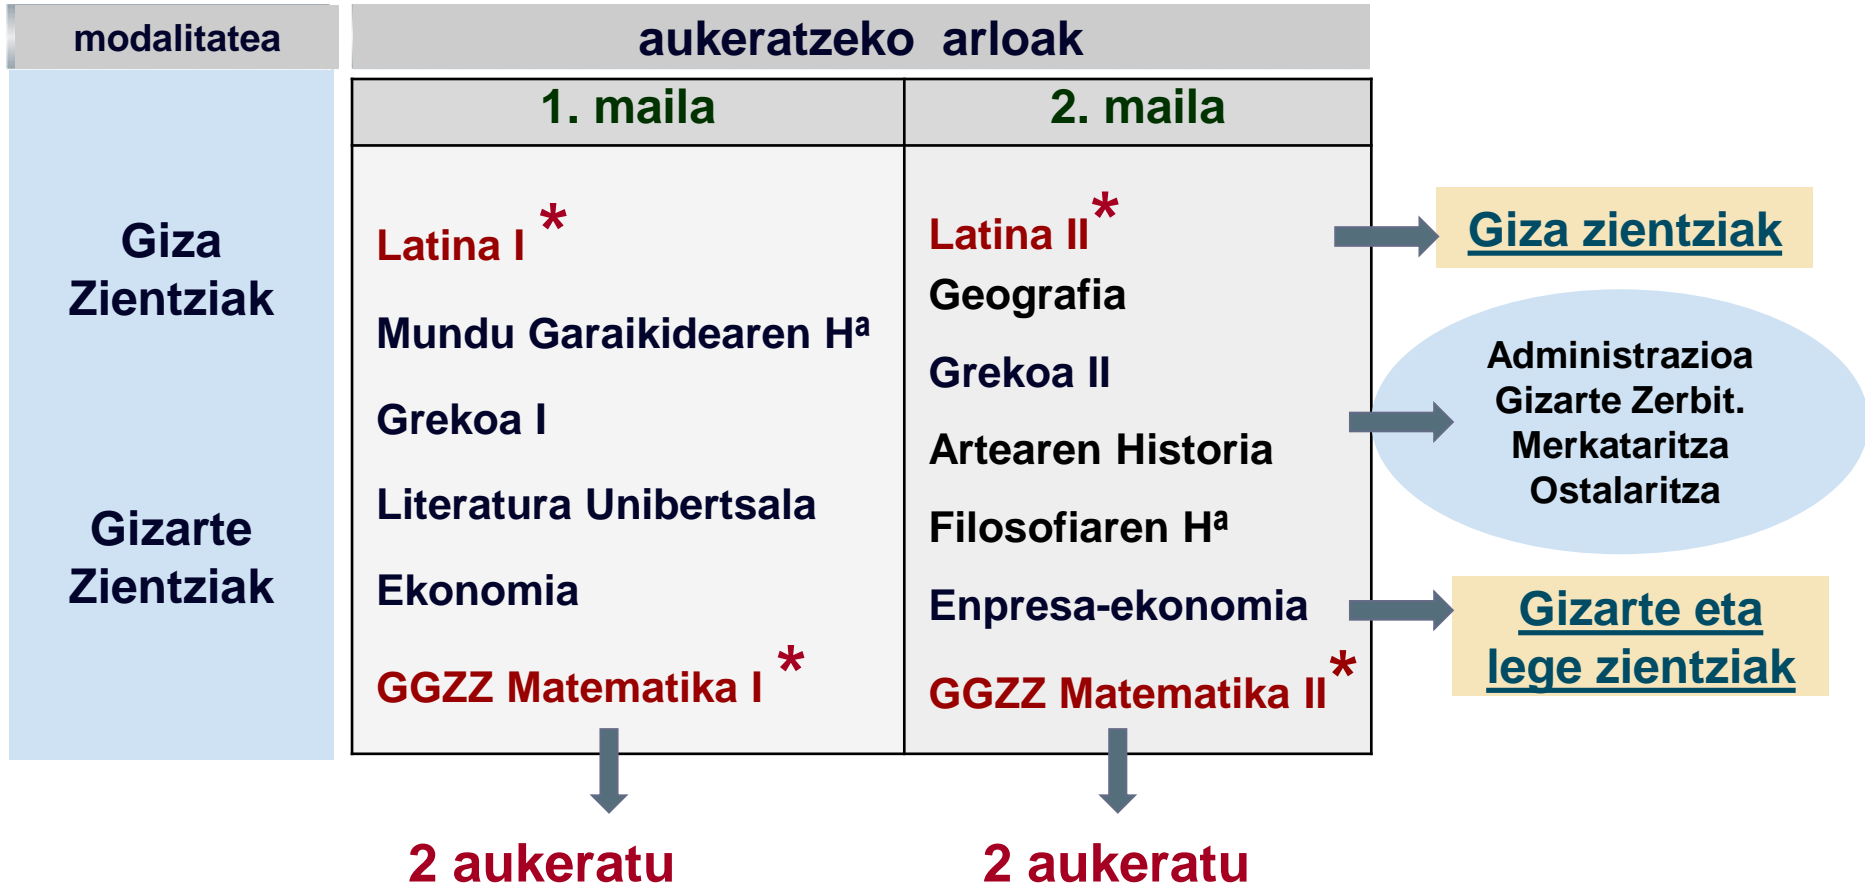 modalitatea
aukeratzeko arloak
1. maila
2. maila
Giza
Zientziak
Gizarte
Zientziak
Latina I *
Mundu Garaikidearen Hª
Grekoa I
Literatura Unibertsala
Ekonomia
GGZZ Matematika I *
2 aukeratu
Latina II *
Geografia
Grekoa II
Artearen Historia
Filosofiaren Hª
Enpresa-ekonomia
GGZZ Matematika II *
2 aukeratu
Giza zientziak
Administrazioa
Gizarte Zerbit.
Merkataritza
Ostalaritza
Gizarte eta
lege zientziak